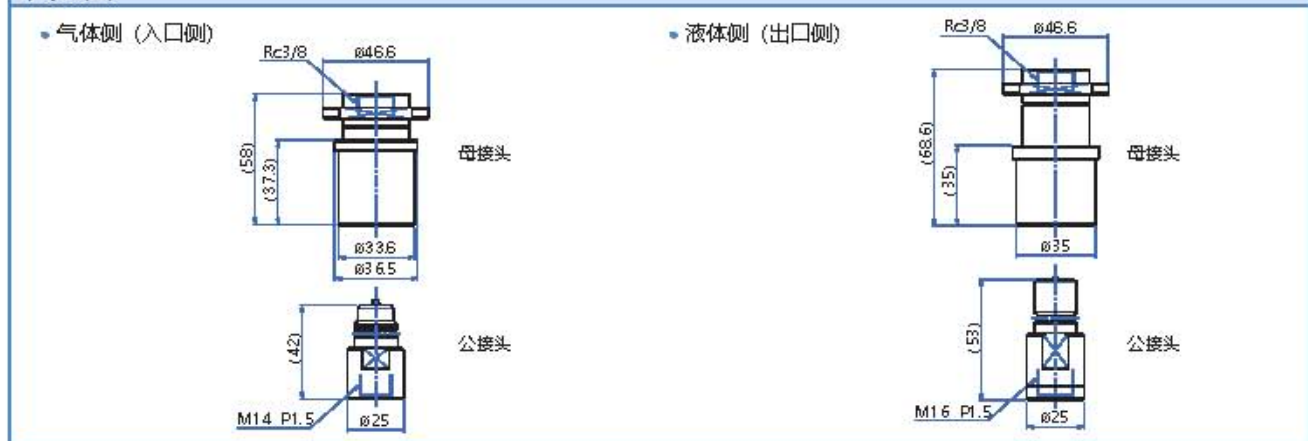 • 气体侧 (入口侧)
Rc3/8
ø46.6
(58)
(37.3)
母接头
ø33.6
ø36.5
(42)
公接头
M14 P1.5
ø25
• 液体侧 (出口侧)
Rc3/8
ø46.6
(68.6)
(35)
母接头
ø35
(53)
公接头
M16 P1.5
ø25